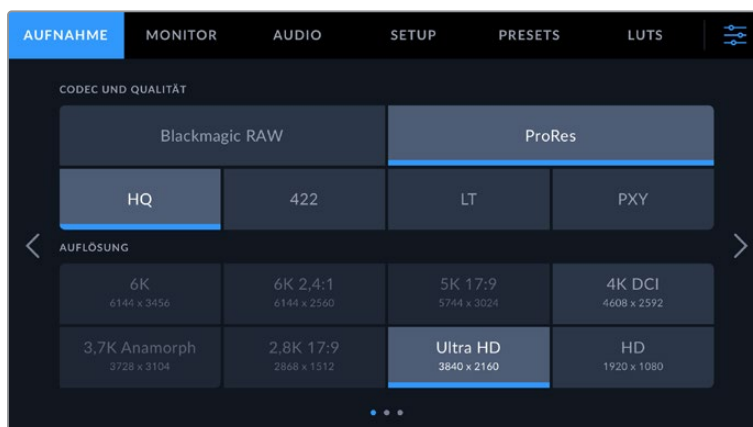 AUFNAHME MONITOR AUDIO SETUP PRESETS LUTS
CODEC UND QUALITÄT
Blackmagic RAW ProRes
HQ 422 LT PXY
AUFLÖSUNG
6K 6K 2,4:1 5K 17:9 4K DCI
6144 x 3456 6144 x 2560 5744 x 3024 4608 x 2592
3,7K Anamorph 2,8K 17:9 Ultra HD HD
3728 x 3104 2868 x 1512 3840 x 2160 1920 x 1080